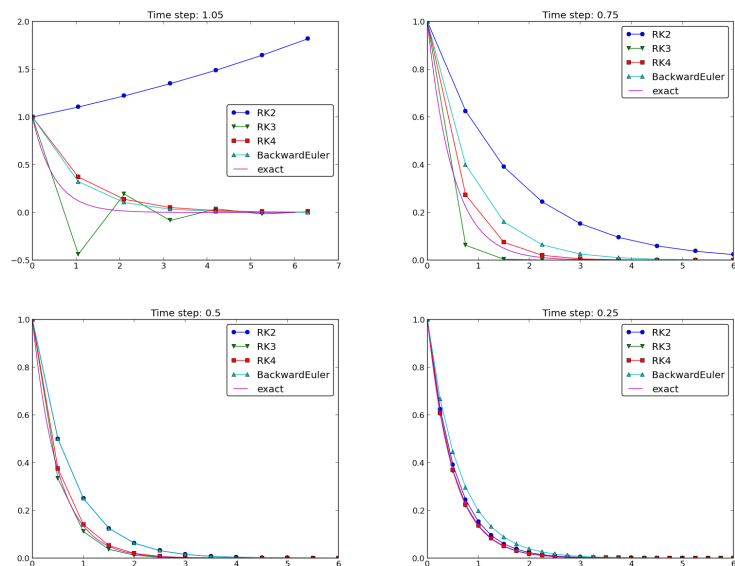 Time step: 1.05
2.0
1.5
1.0
0.5
0.0
−0.5
0 1 2 3 4 5 6 7
RK2
RK3
RK4
BackwardEuler
exact
Time step: 0.75
1.0
0.8
0.6
0.4
0.2
0.0
0 1 2 3 4 5 6
RK2
RK3
RK4
BackwardEuler
exact
Time step: 0.5
1.0
0.8
0.6
0.4
0.2
0.0
0 1 2 3 4 5 6
RK2
RK3
RK4
BackwardEuler
exact
Time step: 0.25
1.0
0.8
0.6
0.4
0.2
0.0
0 1 2 3 4 5 6
RK2
RK3
RK4
BackwardEuler
exact